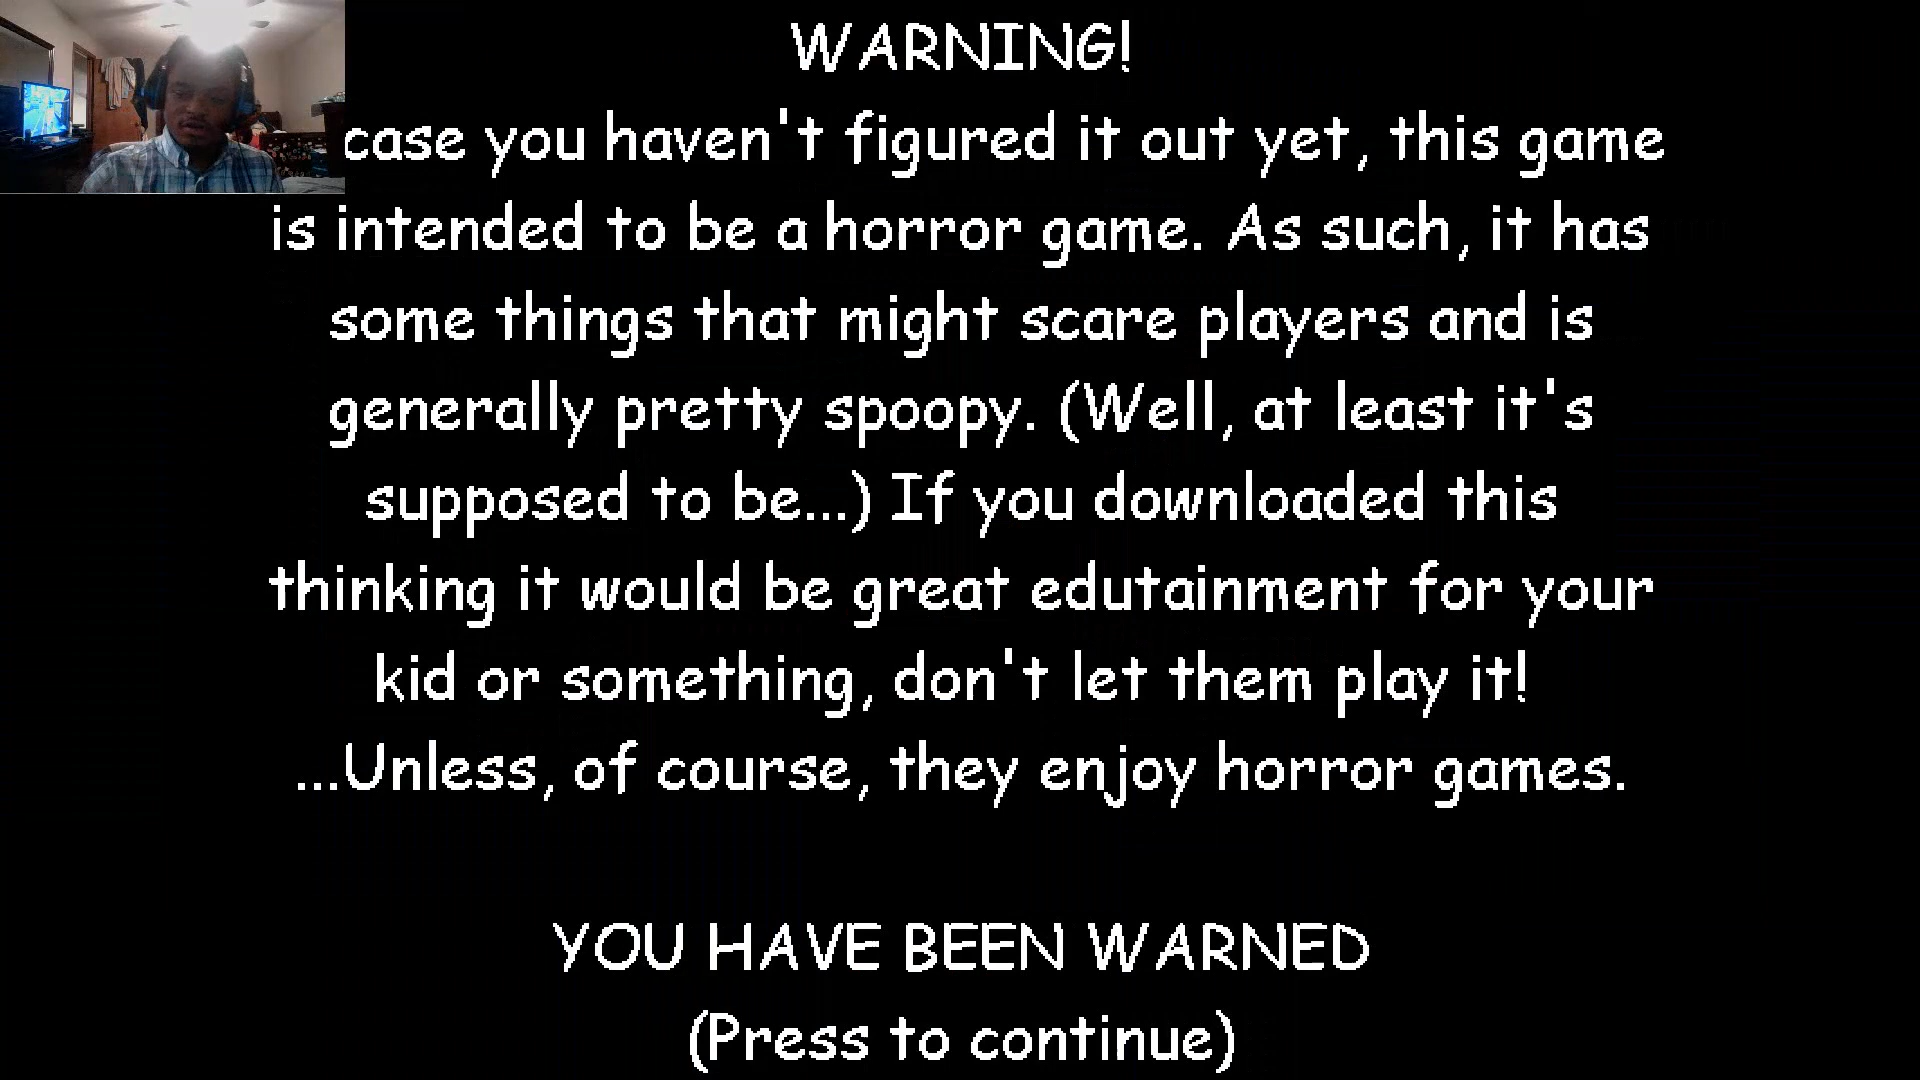 WARNING!
case you haven't figured it out yet, this game
is intended to be a horror game. As such, it has
some things that might scare players and is
generally pretty spoopy. (Well, at least it's
supposed to be...) If you downloaded this
thinking it would be great edutainment for your
kid or something, don't let them play it!
...Unless, of course, they enjoy horror games.
YOU HAVE BEEN WARNED
(Press to continue)